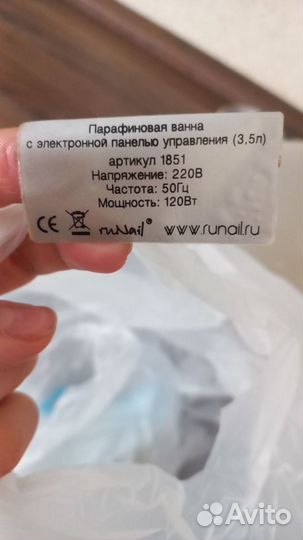 Парафиновая ванна
с электронной панелью управления (3,5л)
артикул 1851
Напряжение: 220В
Частота: 50Гц
Мощность: 120Вт
CE runail® www.runail.ru
Avito